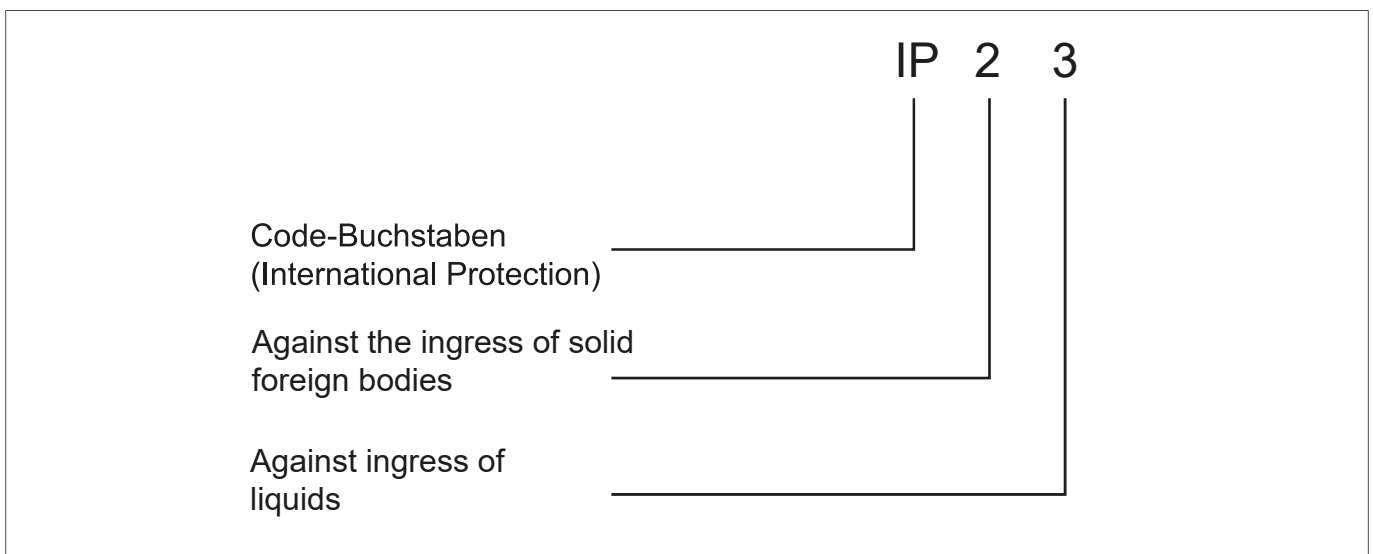 IP 2 3
Code-Buchstaben
(International Protection)
Against the ingress of solid
foreign bodies
Against ingress of
liquids